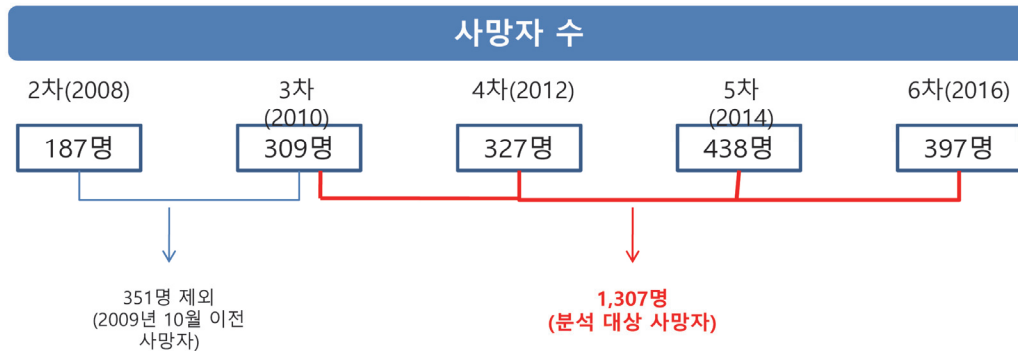 사망자 수
2차(2008)
3차
(2010)
4차(2012)
5차
(2014)
6차(2016)
187명
309명
327명
438명
397명
351명 제외
(2009년 10월 이전
사망자)
1,307명
(분석 대상 사망자)